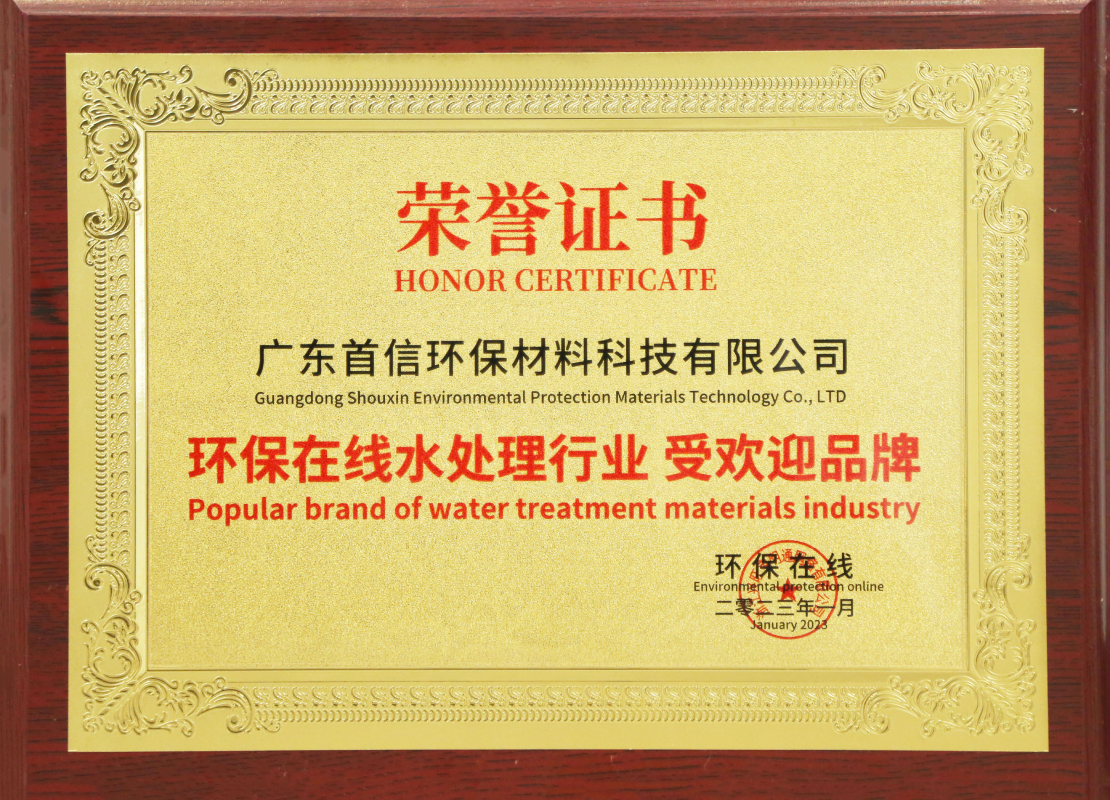 荣誉证书
HONOR CERTIFICATE
广东首信环保材料科技有限公司
Guangdong Shouxin Environmental Protection Materials Technology Co., LTD
环保在线水处理行业 受欢迎品牌
Popular brand of water treatment materials industry
环保在线
Environmental protection online
二零二三年一月
January 2023